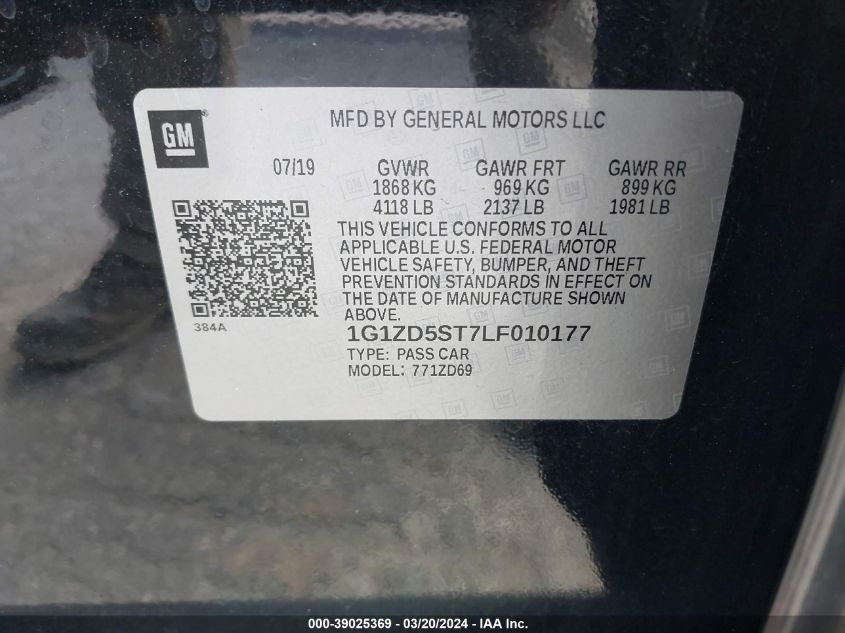 GM ®
MFD BY GENERAL MOTORS LLC
07/19 GVWR GAWR FRT GAWR RR
1868 KG 969 KG 899 KG
4118 LB 2137 LB 1981 LB
THIS VEHICLE CONFORMS TO ALL
APPLICABLE U.S. FEDERAL MOTOR
VEHICLE SAFETY, BUMPER, AND THEFT
PREVENTION STANDARDS IN EFFECT ON
THE DATE OF MANUFACTURE SHOWN
ABOVE.
384A
1G1ZD5ST7LF010177
TYPE: PASS CAR
MODEL: 771ZD69
000-39025369 - 03/20/2024 - IAA Inc.